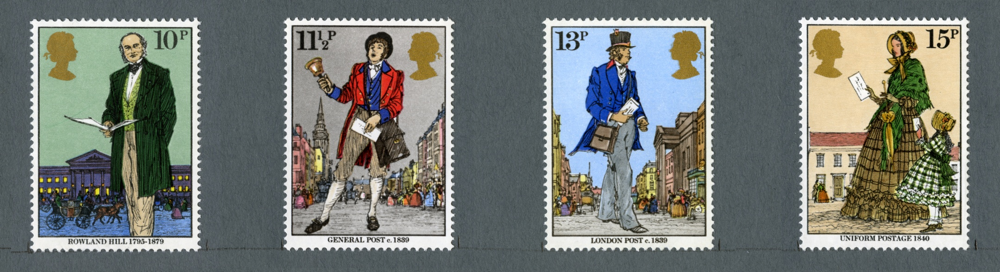 10P
ROWLAND HILL 1795-1879
11½P
GENERAL POST c. 1839
13P
LONDON POST c. 1839
15P
UNIFORM POSTAGE 1840